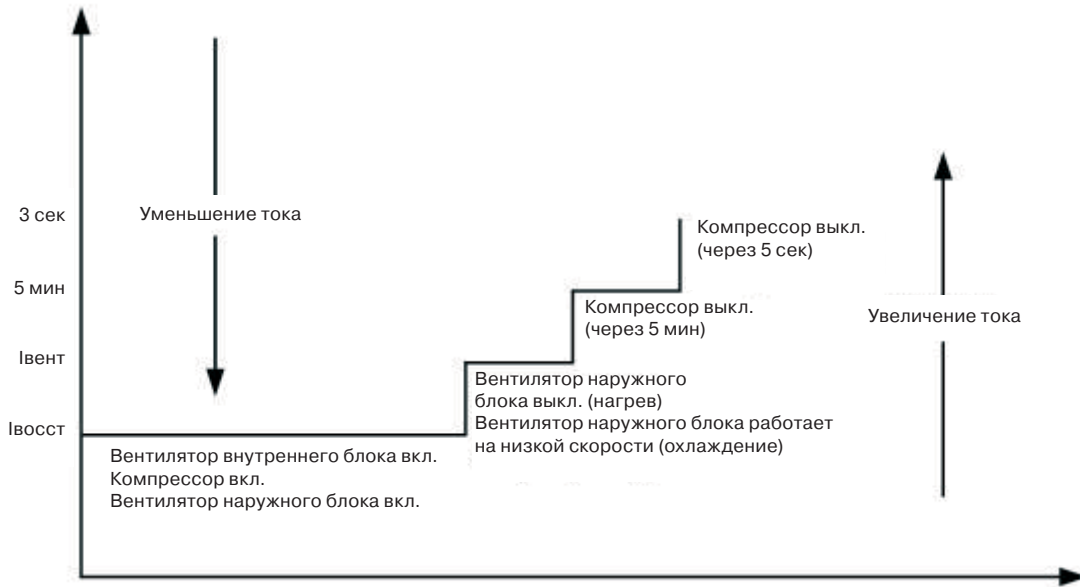 3 сек
Уменьшение тока
Компрессор выкл.
(через 5 сек)
5 мин
Компрессор выкл.
(через 5 мин)
Увеличение тока
Iвент
Вентилятор наружного
блока выкл. (нагрев)
Вентилятор наружного блока работает
на низкой скорости (охлаждение)
Iвосст
Вентилятор внутреннего блока вкл.
Компрессор вкл.
Вентилятор наружного блока вкл.